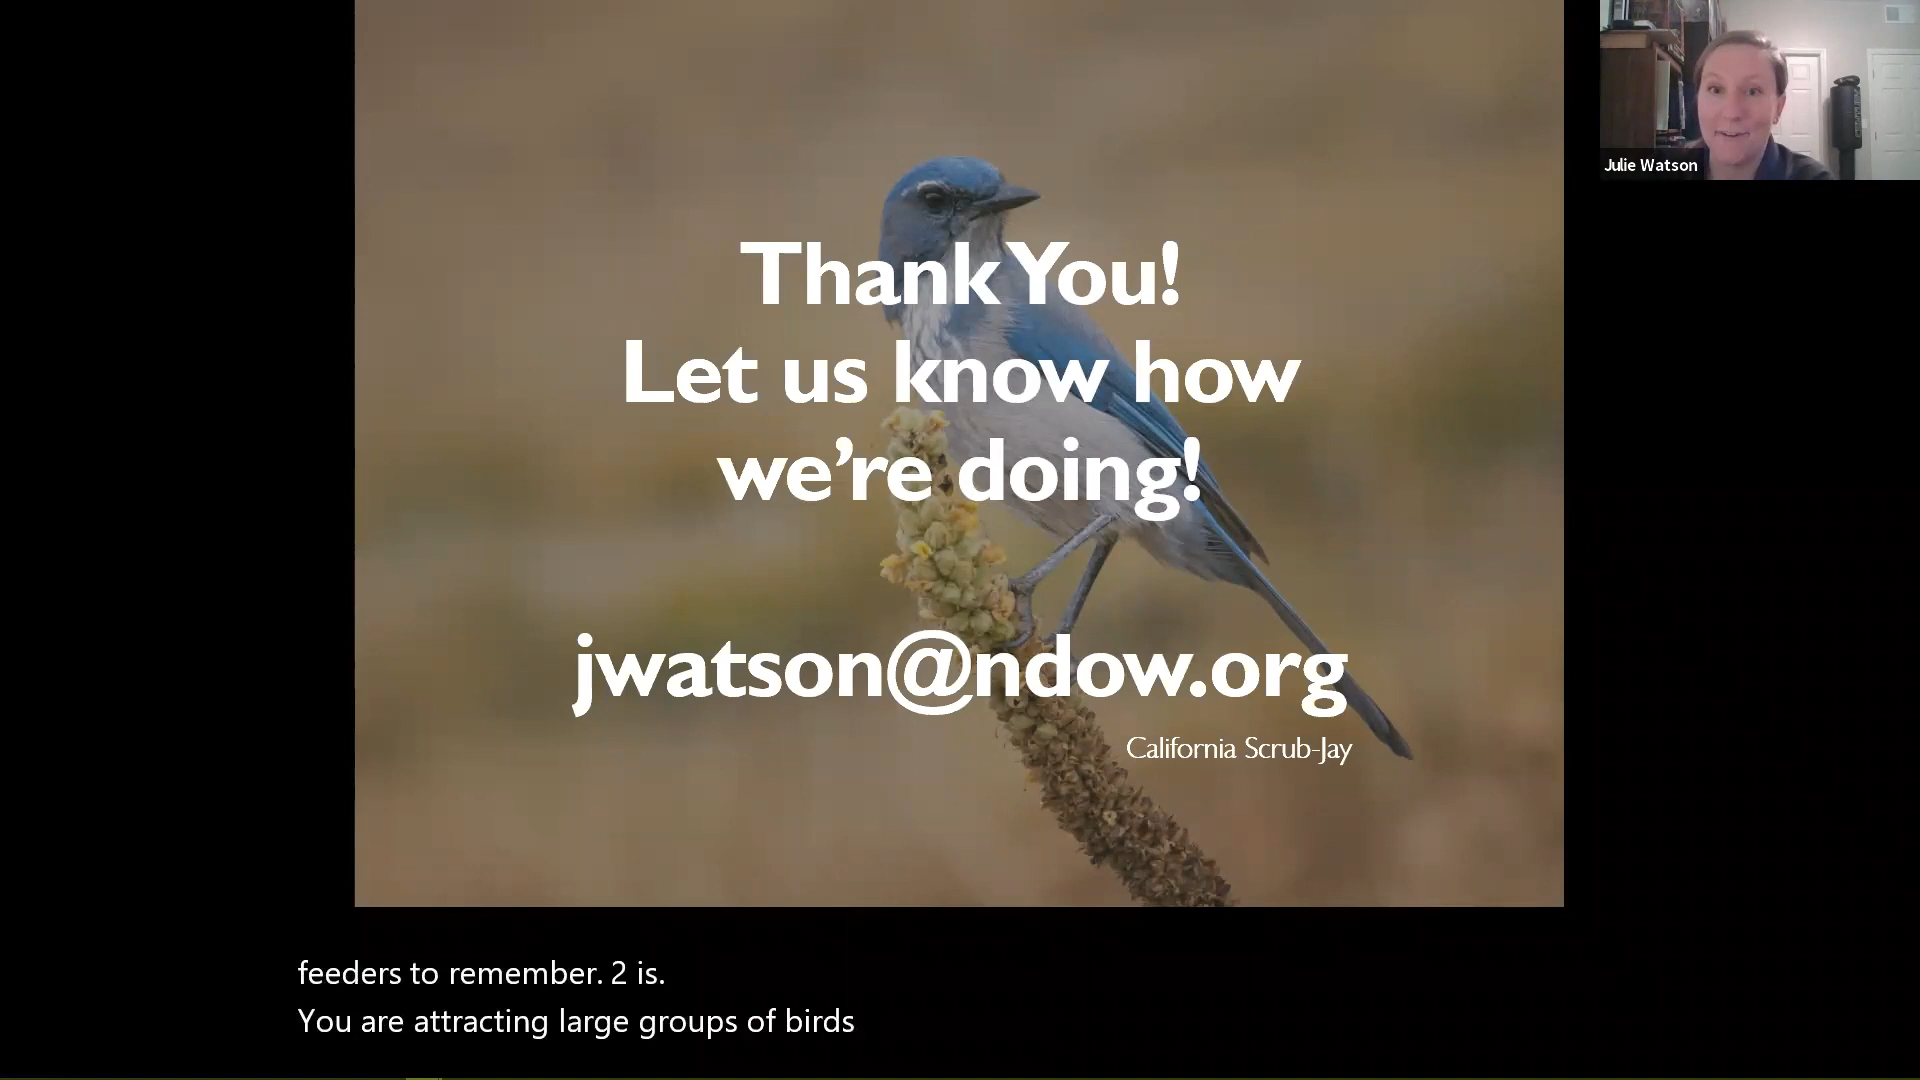 Thank You!
Let us know how
we're doing!
jwatson@ndow.org
California Scrub-Jay
Julie Watson
feeders to remember. 2 is.
You are attracting large groups of birds